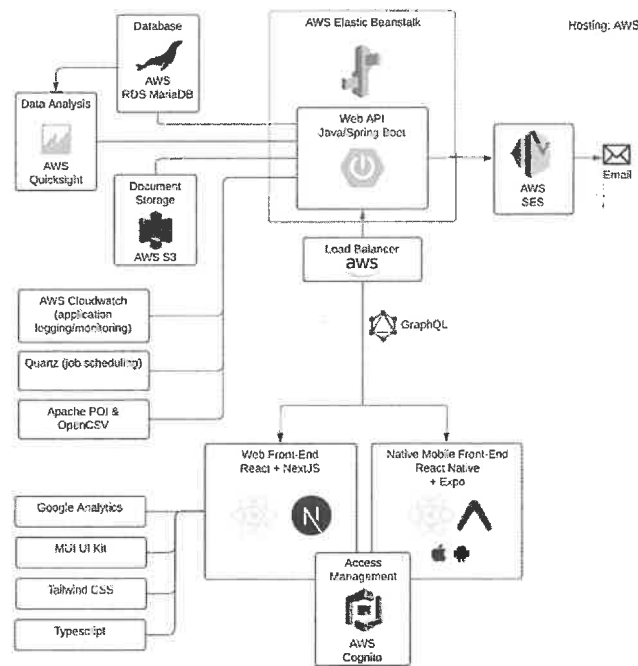 Hosting: AWS
Database
AWS
RDS MariaDB
AWS Elastic Beanstalk
Data Analysis
AWS
Quicksight
Web API
Java/Spring Boot
AWS
SES
Email
Document
Storage
AWS S3
Load Balancer
aws
GraphQL
AWS Cloudwatch
(application
logging/monitoring)
Quartz (job scheduling)
Apache POI &
OpenCSV
Web Front-End
React + NextJS
N
Native Mobile Front-End
React Native
+ Expo
Google Analytics
MUI UI Kit
Tailwind CSS
Typescript
Access
Management
AWS
Cognito